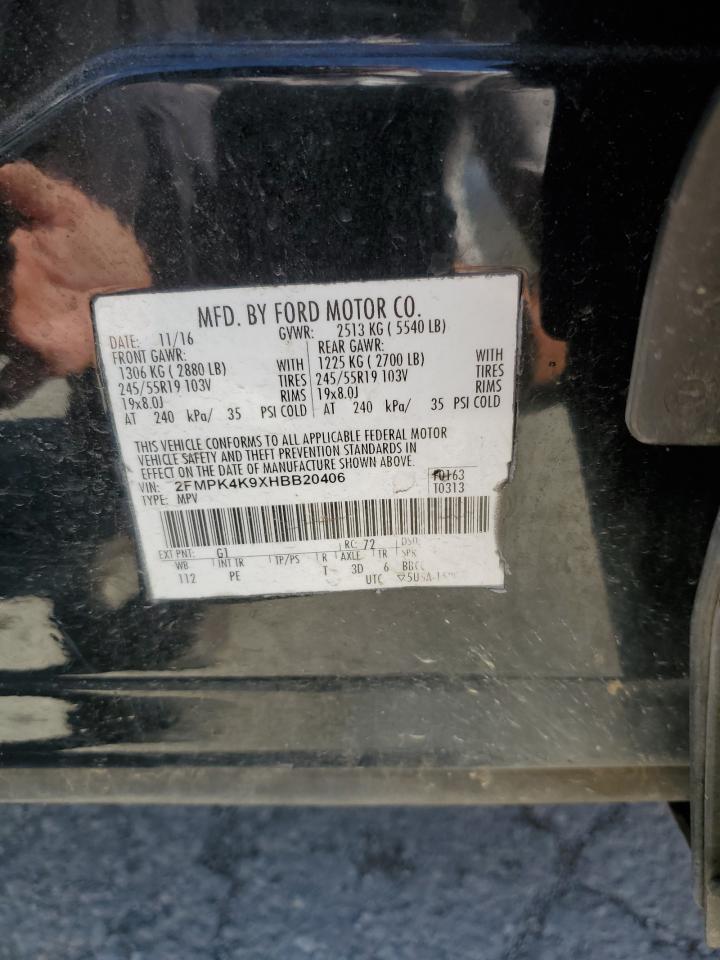 MFD. BY FORD MOTOR CO.
DATE: 11/16 GVWR: 2513 KG ( 5540 LB)
FRONT GAWR: REAR GAWR:
1306 KG ( 2880 LB) WITH 1225 KG ( 2700 LB) WITH
245/55R19 103V TIRES 245/55R19 103V TIRES
19x8.0J RIMS 19x8.0J RIMS
AT 240 kPa/ 35 PSI COLD AT 240 kPa/ 35 PSI COLD
THIS VEHICLE CONFORMS TO ALL APPLICABLE FEDERAL MOTOR
VEHICLE SAFETY AND THEFT PREVENTION STANDARDS IN
EFFECT ON THE DATE OF MANUFACTURE SHOWN ABOVE.
VIN: 2FMPK4K9XHBB20406 T0163
TYPE: MPV T0313
EXT PNT: G1 RC: 72 DSO:
WB INT TR TP/PS R AXLE TR SPR
112 PE T 3D 6
UTC